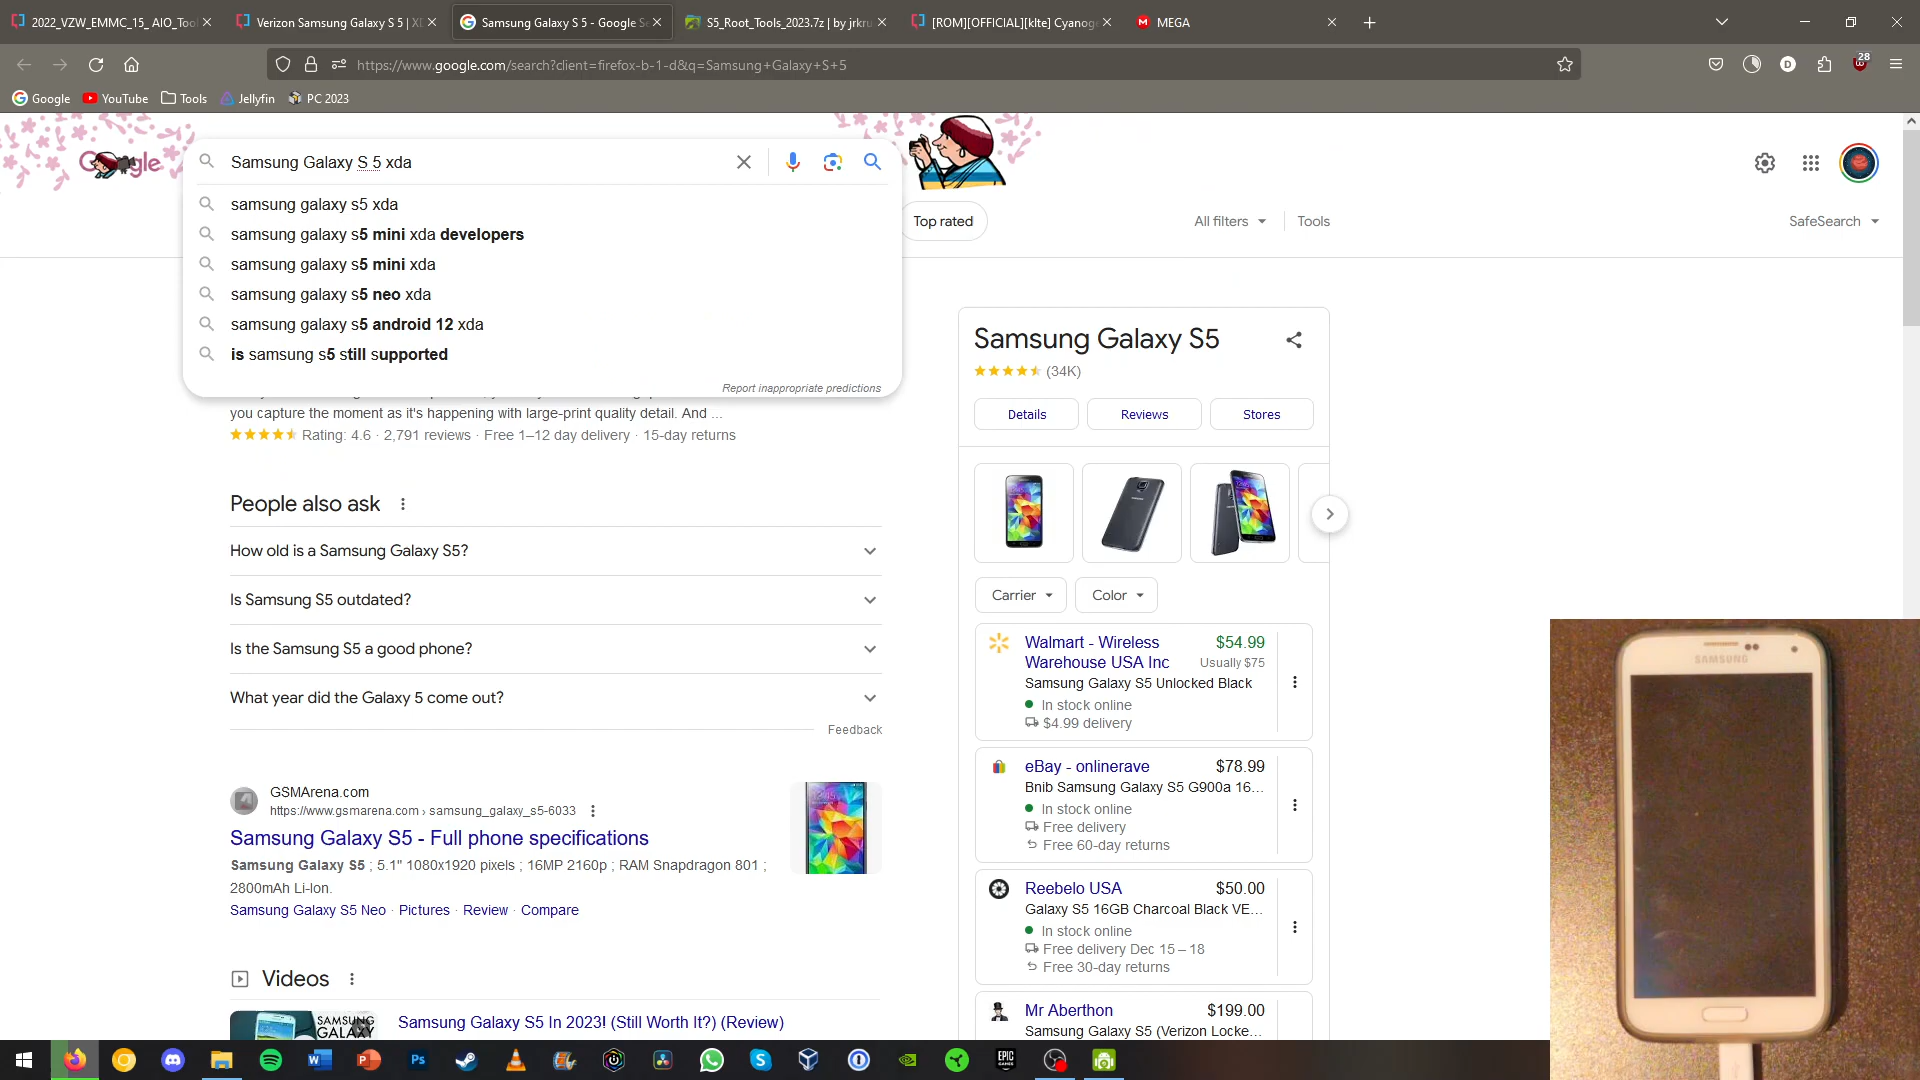 2022_VZW_EMMC_15_ AIO_Too
Verizon Samsung Galaxy S 5 | X
Samsung Galaxy S 5 - Google Se
S5_Root_Tools_2023.7z | by jrkru
[ROM][OFFICIAL][klte] Cyanoge
MEGA
https://www.google.com/search?client=firefox-b-1-d&q=Samsung+Galaxy+S+5
28
Google
YouTube
Tools
Jellyfin
PC 2023
Samsung Galaxy S 5 xda
samsung galaxy s5 xda
samsung galaxy s5 mini xda developers
samsung galaxy s5 mini xda
samsung galaxy s5 neo xda
samsung galaxy s5 android 12 xda
is samsung s5 still supported
Report inappropriate predictions
Top rated
All filters
Tools
SafeSearch
you capture the moment as it's happening with large-print quality detail. And ...
Rating: 4.6 · 2,791 reviews · Free 1–12 day delivery · 15-day returns
People also ask
How old is a Samsung Galaxy S5?
Is Samsung S5 outdated?
Is the Samsung S5 a good phone?
What year did the Galaxy 5 come out?
Feedback
GSMArena.com
https://www.gsmarena.com › samsung_galaxy_s5-6033
Samsung Galaxy S5 - Full phone specifications
Samsung Galaxy S5 ; 5.1" 1080x1920 pixels ; 16MP 2160p ; RAM Snapdragon 801 ;
2800mAh Li-Ion.
Samsung Galaxy S5 Neo · Pictures · Review · Compare
Videos
SAMSUNG
GALAXY
Samsung Galaxy S5 In 2023! (Still Worth It?) (Review)
Samsung Galaxy S5
(34K)
Details
Reviews
Stores
Carrier
Color
Walmart - Wireless
Warehouse USA Inc
$54.99
Usually $75
Samsung Galaxy S5 Unlocked Black
In stock online
$4.99 delivery
eBay - onlinerave
$78.99
Bnib Samsung Galaxy S5 G900a 16...
In stock online
Free delivery
Free 60-day returns
Reebelo USA
$50.00
Galaxy S5 16GB Charcoal Black VE...
In stock online
Free delivery Dec 15 – 18
Free 30-day returns
Mr Aberthon
$199.00
Samsung Galaxy S5 (Verizon Locke...
SAMSUNG